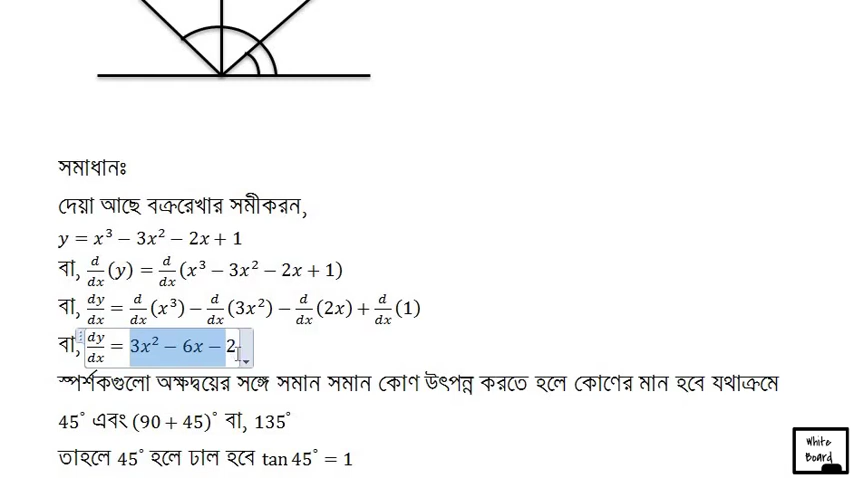 সমাধানঃ
দেয়া আছে বক্ররেখার সমীকরন,
y = x³ − 3x² − 2x + 1
বা, d/dx (y) = d/dx (x³ − 3x² − 2x + 1)
বা, dy/dx = d/dx (x³) − d/dx (3x²) − d/dx (2x) + d/dx (1)
বা, dy/dx = 3x² − 6x − 2
স্পর্শকগুলো অক্ষদ্বয়ের সঙ্গে সমান সমান কোণ উৎপন্ন করতে হলে কোণের মান হবে যথাক্রমে
45° এবং (90 + 45)° বা, 135°
তাহলে 45° হলে ঢাল হবে tan 45° = 1
White
Board